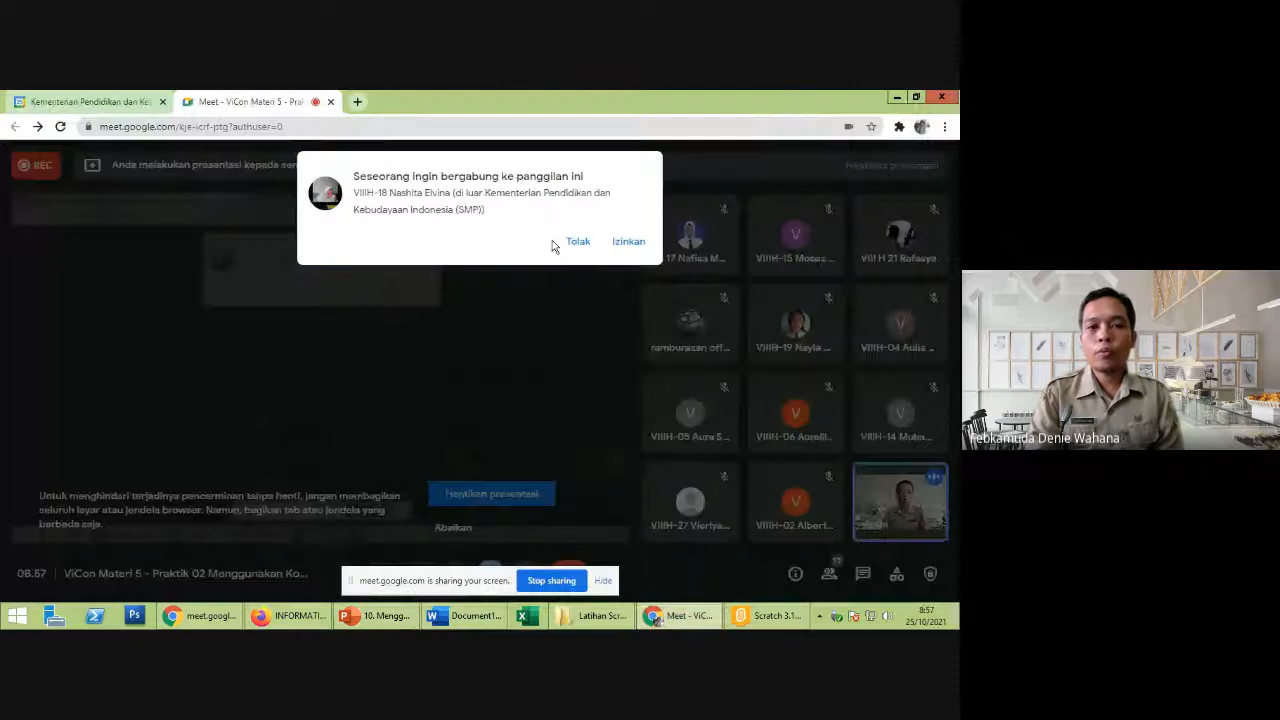 Kementerian Pendidikan dan Ke
Meet - ViCon Materi 5 - Prak
meet.google.com/kje-icrf-ptg?authuser=0
REC
Anda melakukan presentasi kepada sem
Hentikan presentasi
Seseorang ingin bergabung ke panggilan ini
VIIIH-18 Nashita Elvina (di luar Kementerian Pendidikan dan
Kebudayaan Indonesia (SMP))
Tolak
Izinkan
17 Nafisa M...
V
VIIIH-15 Moses ...
VIII H 21 Rafasya
VIIIH-19 Nayla ...
V
VIIIH-04 Aulia ...
V
VIIIH-05 Aura S...
V
VIIIH-06 Aurelli...
V
VIIIH-14 Muta...
VIIIH-27 Vierlya...
V
VIIIH-02 Albert...
Untuk menghindari terjadinya pencerminan tanpa henti, jangan membagikan
seluruh layar atau jendela browser. Namun, bagikan tab atau jendela yang
berbeda saja.
Hentikan presentasi
Abaikan
08.57
ViCon Materi 5 - Praktik 02 Menggunakan Ko...
meet.google.com is sharing your screen.
Stop sharing
Hide
Febkamuda Denie Wahana
Ps
meet.googl...
INFORMATI...
10. Mengg...
Document1...
Latihan Scr...
Meet - ViC...
Scratch 3.1...
8:57
25/10/2021